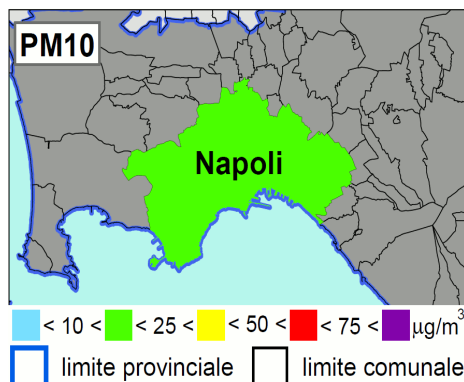 PM10
Napoli
< 10 < < 25 < < 50 < < 75 < µg/m³
limite provinciale limite comunale